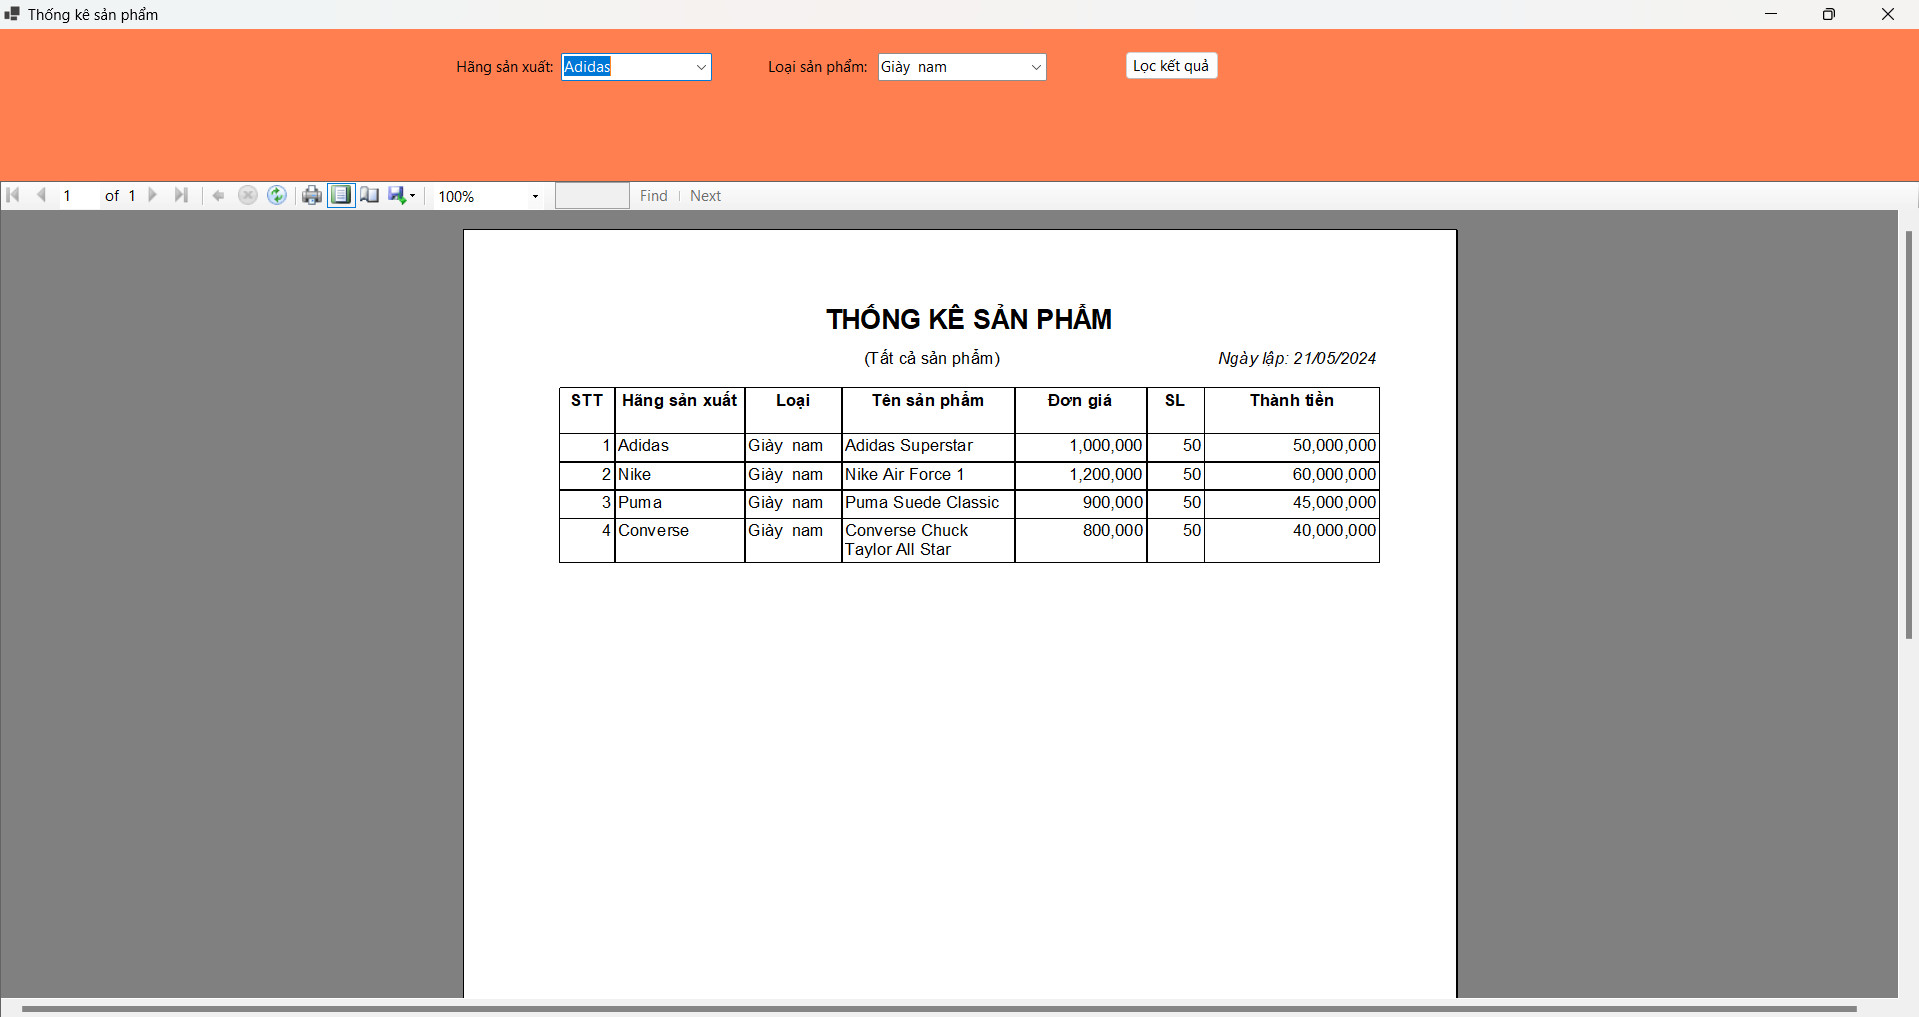 Thống kê sản phẩm
Hãng sản xuất: Adidas Loại sản phẩm: Giày  nam Lọc kết quả
1 of 1 100% Find Next
THỐNG KÊ SẢN PHẨM
(Tất cả sản phẩm) Ngày lập: 21/05/2024
STT Hãng sản xuất Loại Tên sản phẩm Đơn giá SL Thành tiền
1 Adidas Giày  nam Adidas Superstar 1,000,000 50 50,000,000
2 Nike Giày  nam Nike Air Force 1 1,200,000 50 60,000,000
3 Puma Giày  nam Puma Suede Classic 900,000 50 45,000,000
4 Converse Giày  nam Converse Chuck 800,000 50 40,000,000
Taylor All Star